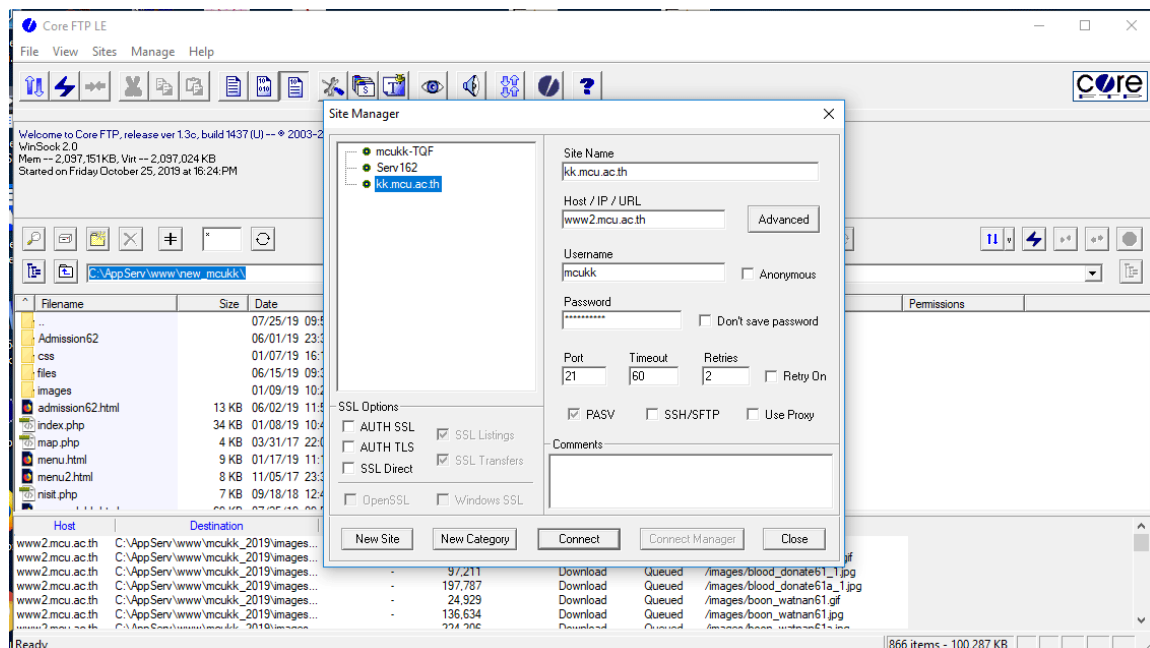 Core FTP LE
File View Sites Manage Help
core
Welcome to Core FTP, release ver 1.3c, build 1437 (U) -- © 2003-2
WinSock 2.0
Mem -- 2,097,151 KB, Virt -- 2,097,024 KB
Started on Friday October 25, 2019 at 16:24:PM
C:\AppServ\www\new_mcukk\
Filename Size Date
..  07/25/19 09:5
Admission62 06/01/19 23:3
css 01/07/19 16:1
files 06/15/19 09:3
images 01/09/19 10:2
admission62.html 13 KB 06/02/19 11:5
index.php 34 KB 01/08/19 10:4
map.php 4 KB 03/31/17 22:0
menu.html 9 KB 01/17/19 11:1
menu2.html 8 KB 11/05/17 23:3
nisit.php 7 KB 09/18/18 12:4
Permissions
Site Manager
mcukk-TQF
Serv162
kk.mcu.ac.th
SSL Options
AUTH SSL
AUTH TLS
SSL Direct
SSL Listings
SSL Transfers
OpenSSL Windows SSL
Site Name
kk.mcu.ac.th
Host / IP / URL
www2.mcu.ac.th Advanced
Username
mcukk Anonymous
Password
********** Don't save password
Port Timeout Retries
21 60 2 Retry On
PASV SSH/SFTP Use Proxy
Comments
New Site New Category Connect Connect Manager Close
Host Destination
www2.mcu.ac.th C:\AppServ\www\mcukk_2019\images...
www2.mcu.ac.th C:\AppServ\www\mcukk_2019\images...
www2.mcu.ac.th C:\AppServ\www\mcukk_2019\images... - 97,211 Download Queued /images/blood_donate61_1.jpg
www2.mcu.ac.th C:\AppServ\www\mcukk_2019\images... - 197,787 Download Queued /images/blood_donate61a_1.jpg
www2.mcu.ac.th C:\AppServ\www\mcukk_2019\images... - 24,929 Download Queued /images/boon_watnan61.gif
www2.mcu.ac.th C:\AppServ\www\mcukk_2019\images... - 136,634 Download Queued /images/boon_watnan61.jpg
Ready 866 items - 100,287 KB